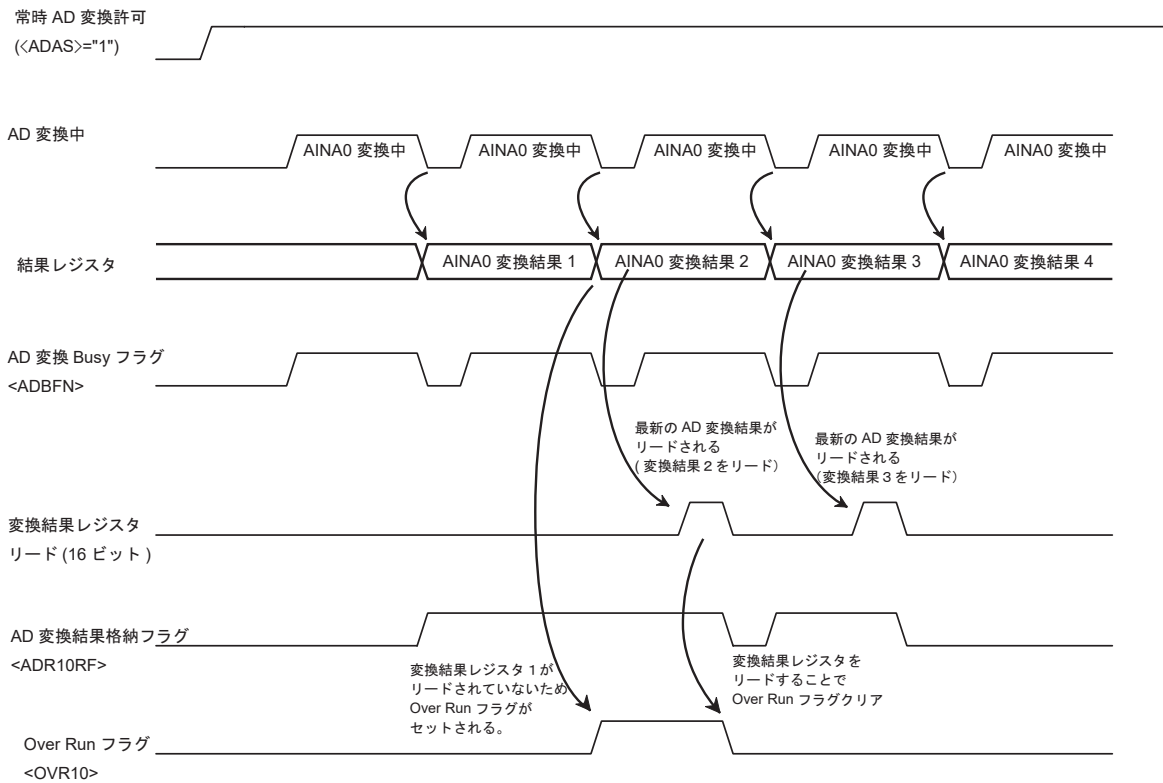 常時 AD 変換許可
(<ADAS>="1")
AD 変換中
AINA0 変換中
AINA0 変換中
AINA0 変換中
AINA0 変換中
AINA0 変換中
結果レジスタ
AINA0 変換結果 1
AINA0 変換結果 2
AINA0 変換結果 3
AINA0 変換結果 4
AD 変換 Busy フラグ
<ADBFN>
最新の AD 変換結果が
リードされる
( 変換結果 2 をリード）
最新の AD 変換結果が
リードされる
（変換結果 3 をリード）
変換結果レジスタ
リード (16 ビット )
AD 変換結果格納フラグ
<ADR10RF>
変換結果レジスタ 1 が
リードされていないため
Over Run フラグが
セットされる。
変換結果レジスタを
リードすることで
Over Run フラグクリア
Over Run フラグ
<OVR10>